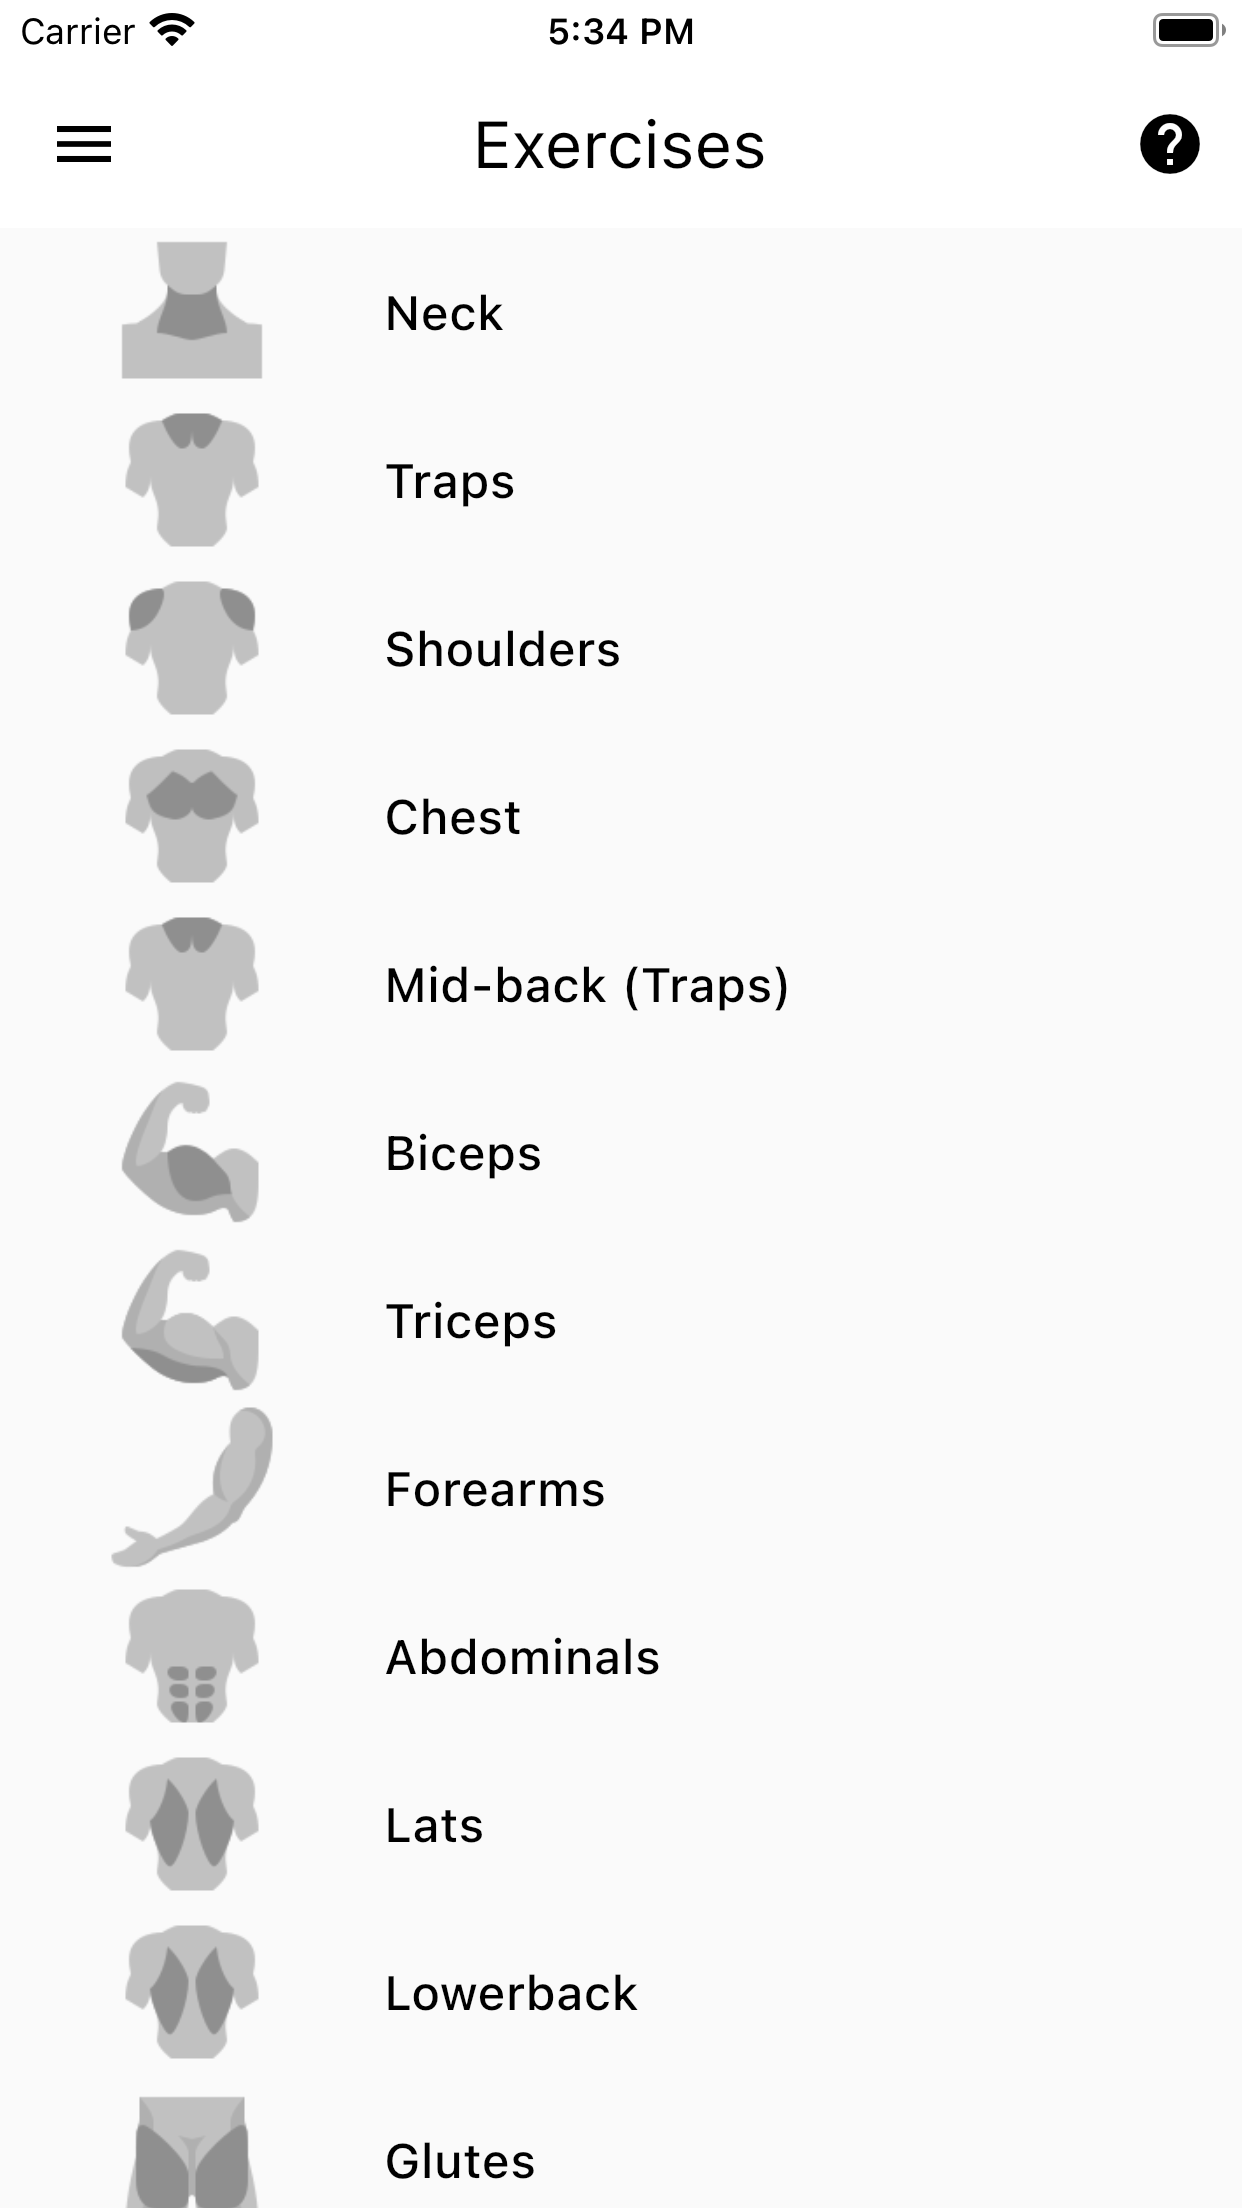 Carrier 5:34 PM
Exercises
Neck
Traps
Shoulders
Chest
Mid-back (Traps)
Biceps
Triceps
Forearms
Abdominals
Lats
Lowerback
Glutes